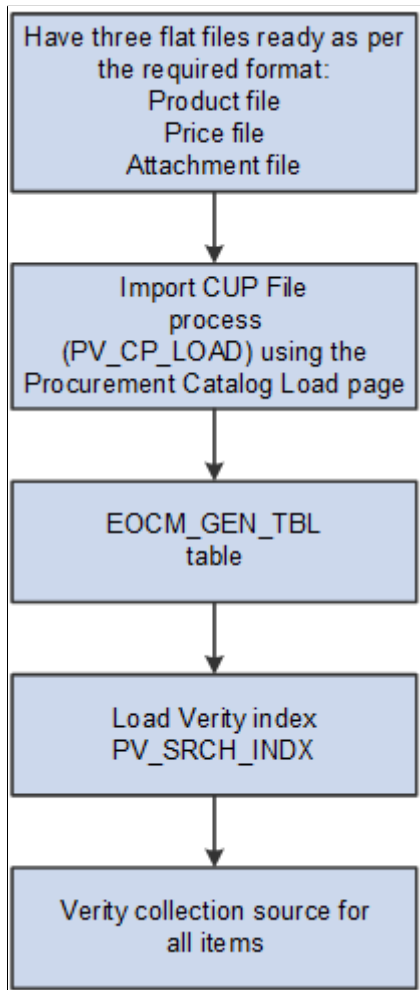 Have three flat files ready as per
the required format:
Product file
Price file
Attachment file
Import CUP File
process
(PV_CP_LOAD) using the
Procurement Catalog Load page
EOCM_GEN_TBL
table
Load Verity index
PV_SRCH_INDX
Verity collection source for
all items